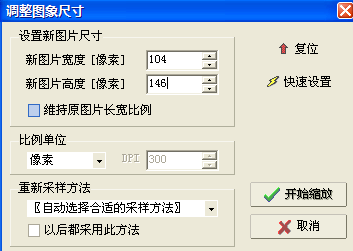 调整图象尺寸
设置新图片尺寸
新图片宽度 [像素] 104
新图片高度 [像素] 146
维持原图片长宽比例
复位
快速设置
比例单位
像素 DPI 300
重新采样方法
〖自动选择合适的采样方法〗
以后都采用此方法
开始缩放
取消